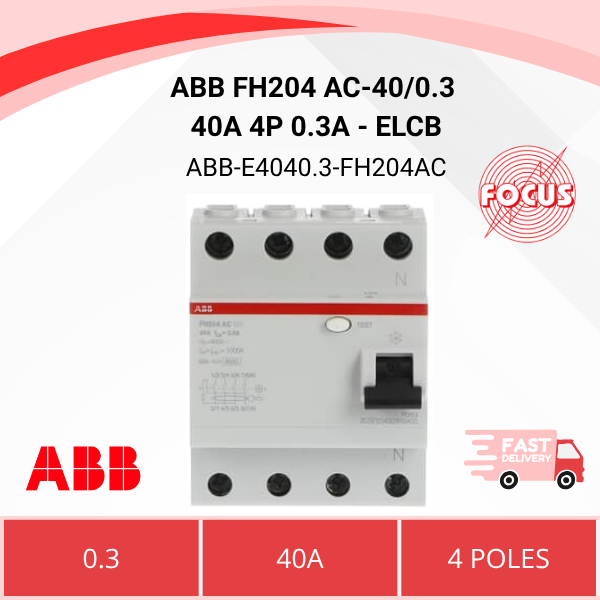 ABB FH204 AC-40/0.3
40A 4P 0.3A - ELCB
ABB-E4040.3-FH204AC
FOCUS
N
ABB
FH204 AC
TEST
N
ABB
FAST
DELIVERY
0.3
40A
4 POLES